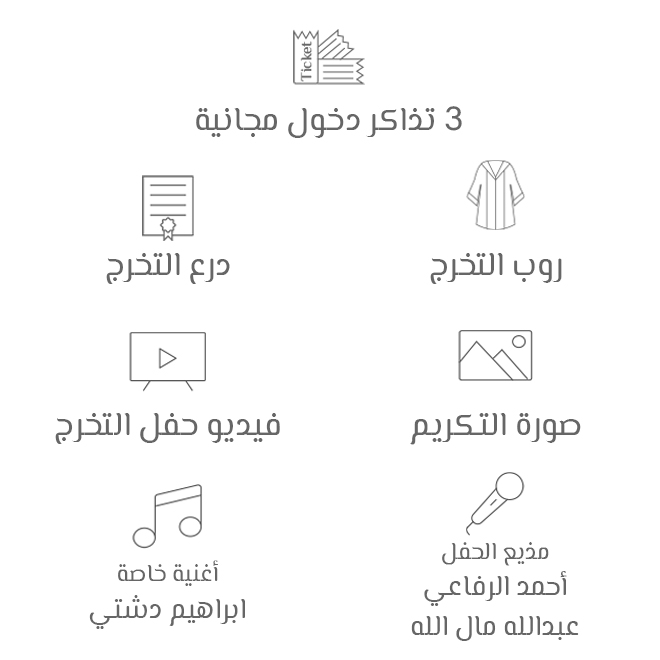 Ticket
3 تذاكر دخول مجانية
روب التخرج
درع التخرج
صورة التكريم
فيديو حفل التخرج
مذيع الحفل
أحمد الرفاعي
عبدالله مال الله
أغنية خاصة
ابراهيم دشتي